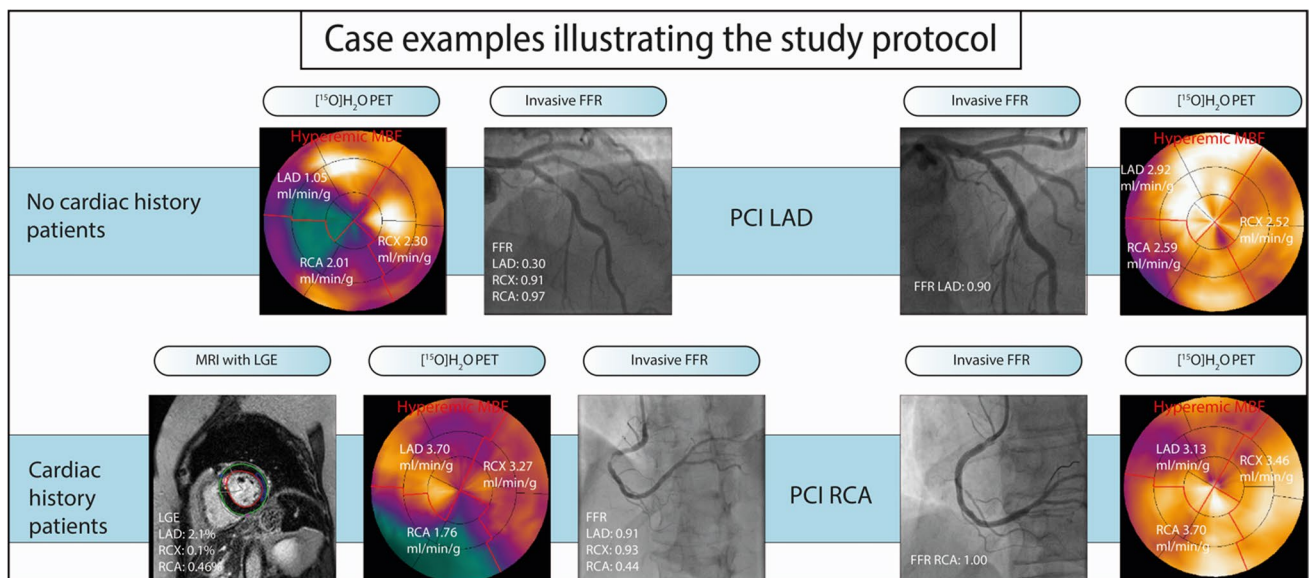 Case examples illustrating the study protocol
[¹⁵O]H₂O PET
Invasive FFR
Invasive FFR
[¹⁵O]H₂O PET
No cardiac history
patients
Hyperemic MBF
LAD 1.05
ml/min/g
RCX 2.30
ml/min/g
RCA 2.01
ml/min/g
FFR
LAD: 0.30
RCX: 0.91
RCA: 0.97
PCI LAD
FFR LAD: 0.90
Hyperemic MBF
LAD 2.92
ml/min/g
RCX 2.52
ml/min/g
RCA 2.59
ml/min/g
MRI with LGE
[¹⁵O]H₂O PET
Invasive FFR
Invasive FFR
[¹⁵O]H₂O PET
Cardiac
history
patients
LGE
LAD: 2.1%
RCX: 0.1%
RCA: 0.46%
Hyperemic MBF
LAD 3.70
ml/min/g
RCX 3.27
ml/min/g
RCA 1.76
ml/min/g
FFR
LAD: 0.91
RCX: 0.93
RCA: 0.44
PCI RCA
FFR RCA: 1.00
Hyperemic MBF
LAD 3.13
ml/min/g
RCX 3.46
ml/min/g
RCA 3.70
ml/min/g